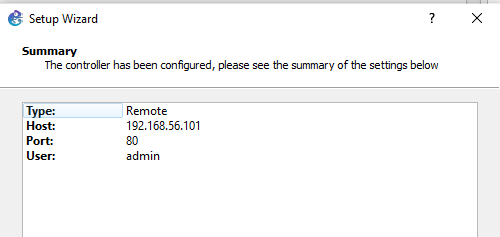 Setup Wizard ?
Summary
The controller has been configured, please see the summary of the settings below
Type: Remote
Host: 192.168.56.101
Port: 80
User: admin